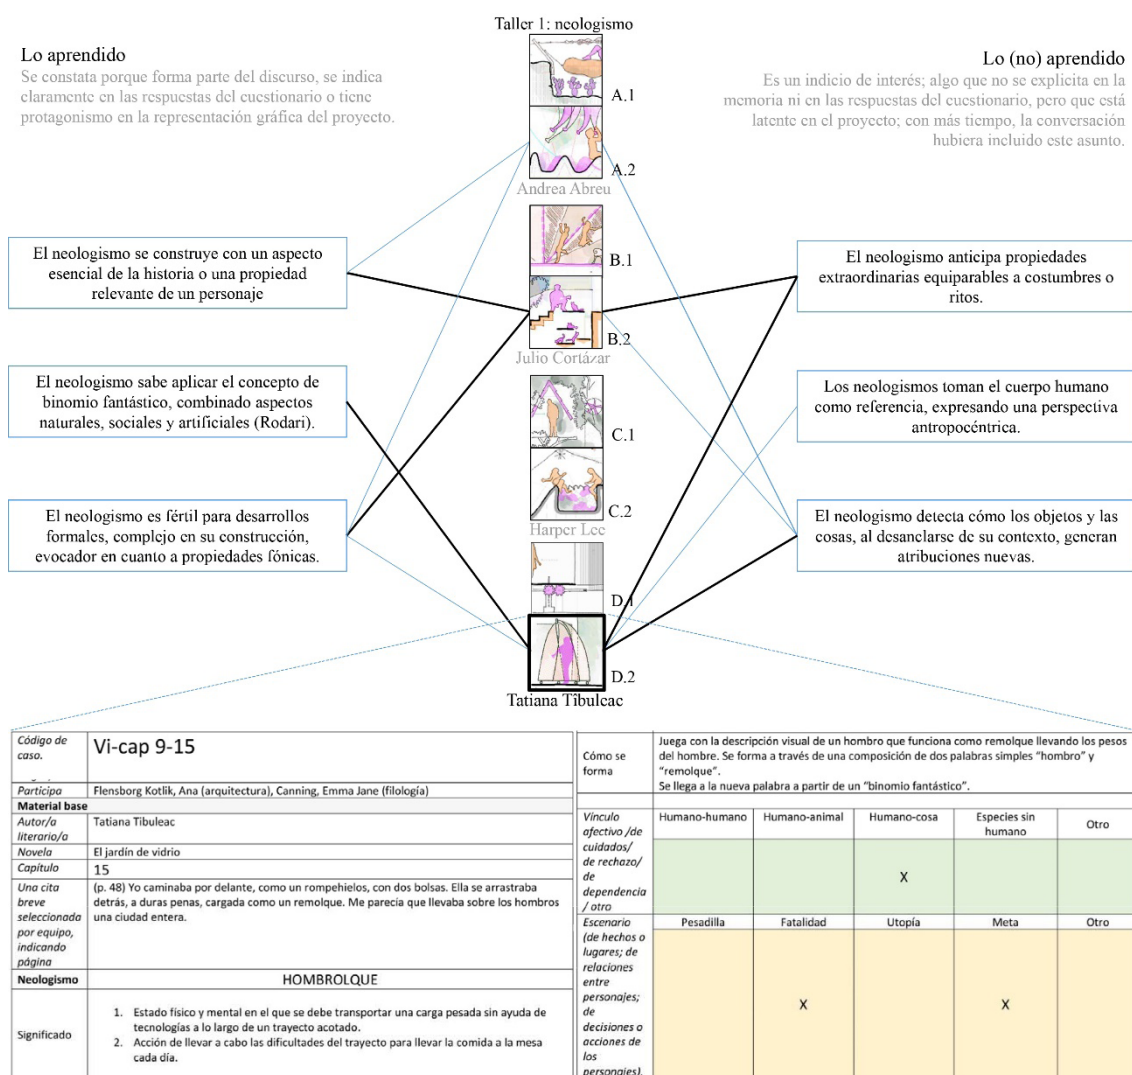 Taller 1: neologismo
Lo aprendido
Se constata porque forma parte del discurso, se indica
claramente en las respuestas del cuestionario o tiene
protagonismo en la representación gráfica del proyecto.
Lo (no) aprendido
Es un indicio de interés; algo que no se explicita en la
memoria ni en las respuestas del cuestionario, pero que está
latente en el proyecto; con más tiempo, la conversación
hubiera incluido este asunto.
A.1
A.2
Andrea Abreu
B.1
B.2
Julio Cortázar
C.1
C.2
Harper Lee
D.1
D.2
Tatiana Tîbuleac
El neologismo se construye con un aspecto
esencial de la historia o una propiedad
relevante de un personaje
El neologismo sabe aplicar el concepto de
binomio fantástico, combinado aspectos
naturales, sociales y artificiales (Rodari).
El neologismo es fértil para desarrollos
formales, complejo en su construcción,
evocador en cuanto a propiedades fónicas.
El neologismo anticipa propiedades
extraordinarias equiparables a costumbres o
ritos.
Los neologismos toman el cuerpo humano
como referencia, expresando una perspectiva
antropocéntrica.
El neologismo detecta cómo los objetos y las
cosas, al desanclarse de su contexto, generan
atribuciones nuevas.
Código de
caso.
Vi-cap 9-15
Participa
Flensborg Kotlik, Ana (arquitectura), Canning, Emma Jane (filología)
Material base
Autor/a
literario/a
Tatiana Tibuleac
Novela
El jardín de vidrio
Capítulo
15
Una cita
breve
seleccionada
por equipo,
indicando
página
(p. 48) Yo caminaba por delante, como un rompehielos, con dos bolsas. Ella se arrastraba
detrás, a duras penas, cargada como un remolque. Me parecía que llevaba sobre los hombros
una ciudad entera.
Neologismo
HOMBROLQUE
Significado
1. Estado físico y mental en el que se debe transportar una carga pesada sin ayuda de
tecnologías a lo largo de un trayecto acotado.
2. Acción de llevar a cabo las dificultades del trayecto para llevar la comida a la mesa
cada día.
Cómo se
forma
Juega con la descripción visual de un hombro que funciona como remolque llevando los pesos
del hombre. Se forma a través de una composición de dos palabras simples “hombro” y
“remolque”.
Se llega a la nueva palabra a partir de un “binomio fantástico”.
Vínculo
afectivo /de
cuidados/
de rechazo/
de
dependencia
/ otro
Humano-humano
Humano-animal
Humano-cosa
Especies sin
humano
Otro
X
Escenario
(de hechos o
lugares; de
relaciones
entre
personajes;
de
decisiones o
acciones de
los
personajes).
Pesadilla
Fatalidad
Utopía
Meta
Otro
X
X